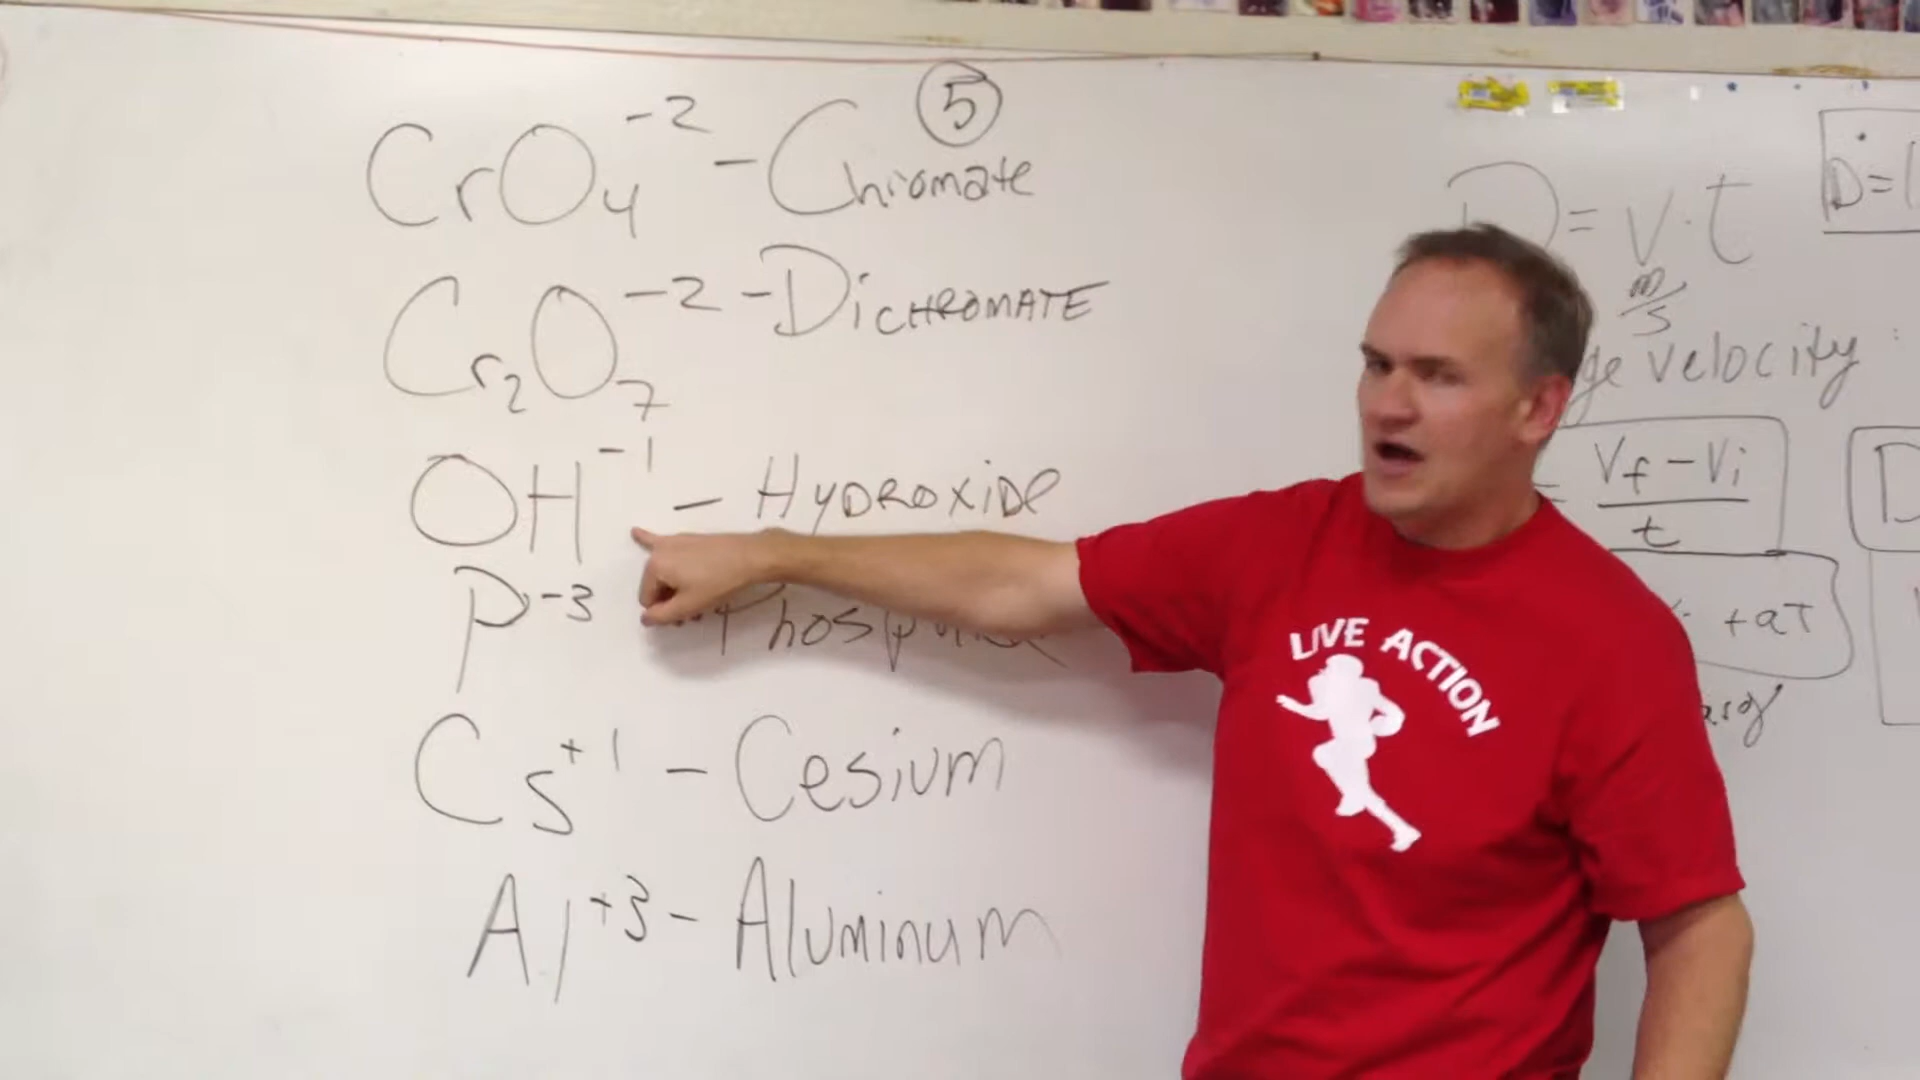 5
CrO4-2 - Chromate
Cr2O7-2 - DICHROMATE
OH-1 - HYDROXIDE
P-3
Cs+1 - Cesium
Al+3 - Aluminum
D = v·t
m/s
velocity
Vf-Vi
t
+aT
D=
D
LIVE ACTION